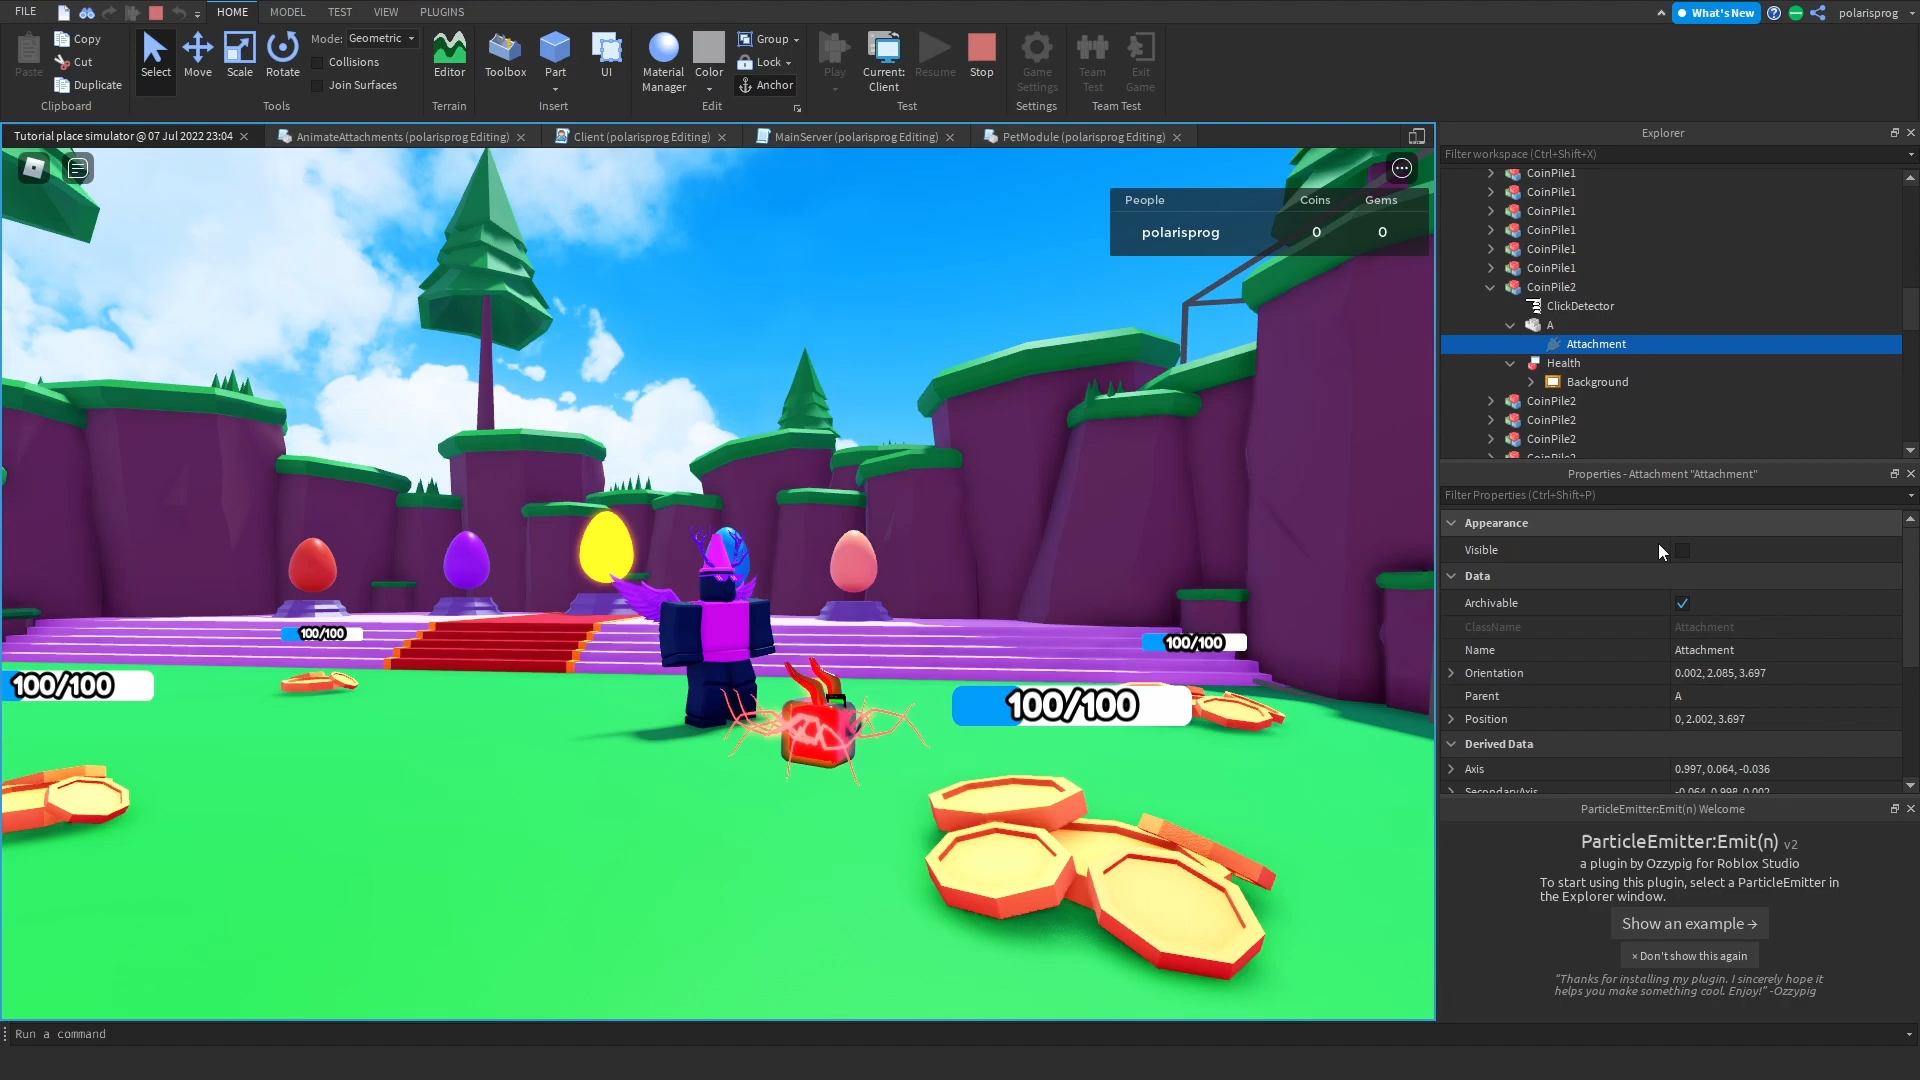 FILE
HOME
MODEL
TEST
VIEW
PLUGINS
What's New
polarisprog
Paste
Copy
Cut
Duplicate
Clipboard
Select
Move
Scale
Rotate
Mode: Geometric
Collisions
Join Surfaces
Tools
Editor
Terrain
Toolbox
Part
UI
Insert
Material Manager
Color
Group
Lock
Anchor
Edit
Play
Current: Client
Resume
Stop
Test
Game Settings
Settings
Team Test
Exit Game
Team Test
Tutorial place simulator @ 07 Jul 2022 23:04
AnimateAttachments (polarisprog Editing)
Client (polarisprog Editing)
MainServer (polarisprog Editing)
PetModule (polarisprog Editing)
People Coins Gems
polarisprog 0 0
100/100
100/100
100/100
100/100
Explorer
Filter workspace (Ctrl+Shift+X)
CoinPile1
CoinPile1
CoinPile1
CoinPile1
CoinPile1
CoinPile1
CoinPile2
ClickDetector
A
Attachment
Health
Background
CoinPile2
CoinPile2
CoinPile2
CoinPile2
Properties - Attachment "Attachment"
Filter Properties (Ctrl+Shift+P)
Appearance
Visible
Data
Archivable
ClassName Attachment
Name Attachment
Orientation 0.002, 2.085, 3.697
Parent A
Position 0, 2.002, 3.697
Derived Data
Axis 0.997, 0.064, -0.036
SecondaryAxis -0.064, 0.998, 0.002
ParticleEmitter:Emit(n) Welcome
ParticleEmitter:Emit(n) v2
a plugin by Ozzypig for Roblox Studio
To start using this plugin, select a ParticleEmitter in
the Explorer window.
Show an example →
× Don't show this again
"Thanks for installing my plugin. I sincerely hope it
helps you make something cool. Enjoy!" -Ozzypig
Run a command